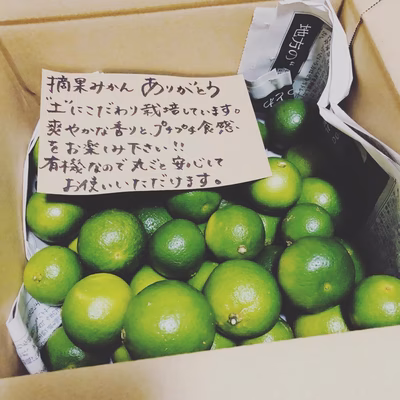 摘果みかん ありがとう
"土"にこだわり栽培しています。
爽やかな香りと、プチプチ食感、
をお楽しみ下さい!!
有機なので丸ごと安心して
お使いいただけます。
地方の